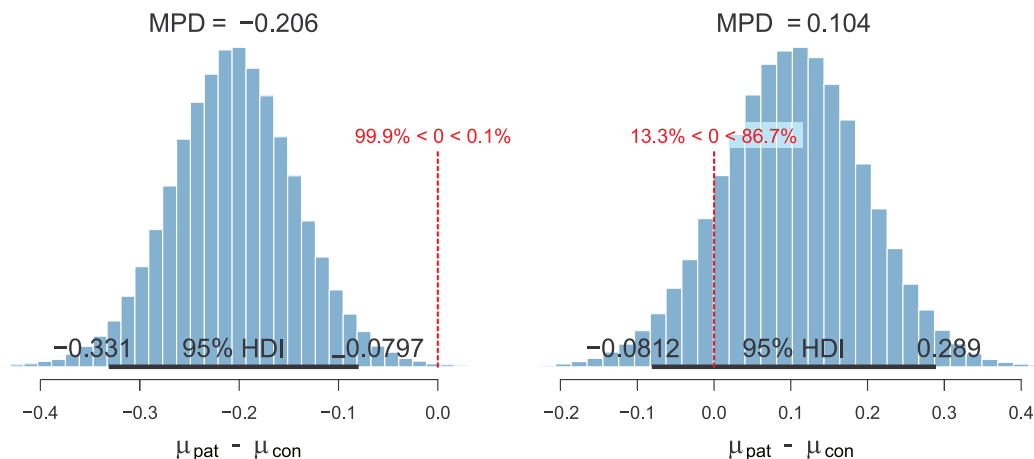 MPD = −0.206
99.9% < 0 < 0.1%
−0.331 95% HDI _0.0797
−0.4 −0.3 −0.2 −0.1 0.0
μpat - μcon
MPD = 0.104
13.3% < 0 < 86.7%
−0.0812 95% HDI 0.289
−0.2 −0.1 0.0 0.1 0.2 0.3 0.4
μpat - μcon